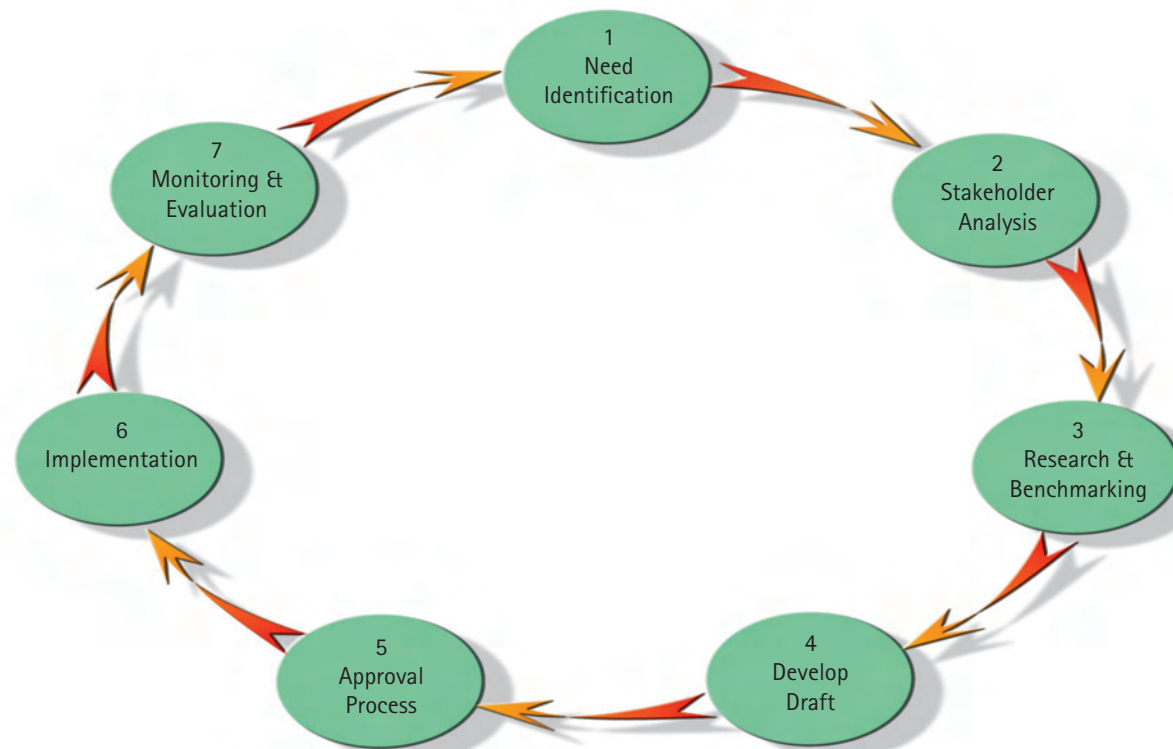 1
Need
Identification
2
Stakeholder
Analysis
3
Research &
Benchmarking
4
Develop
Draft
5
Approval
Process
6
Implementation
7
Monitoring &
Evaluation